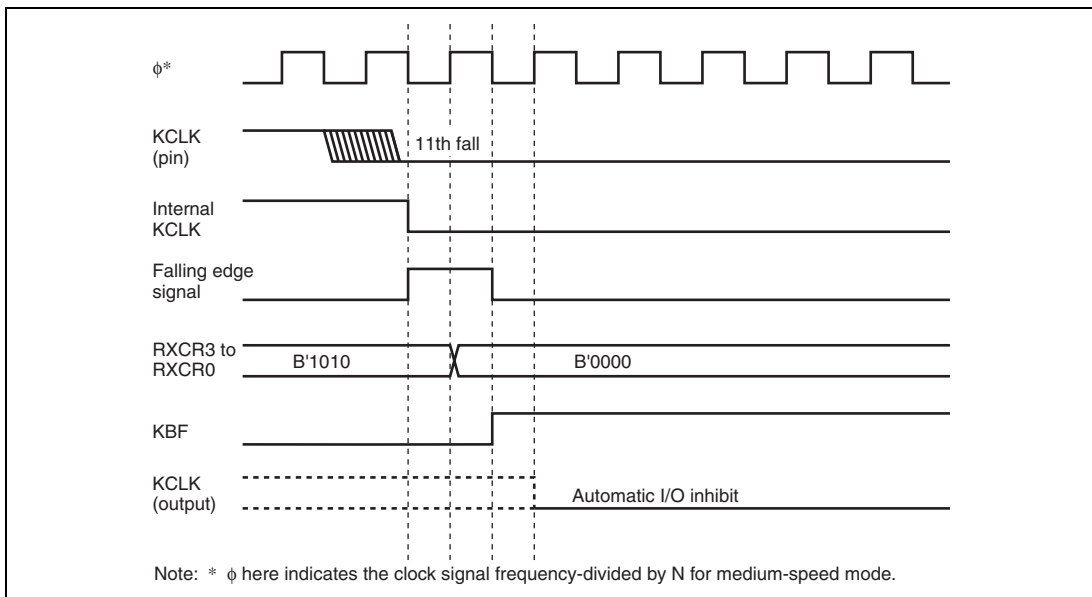 φ*
KCLK
(pin)
11th fall
Internal
KCLK
Falling edge
signal
RXCR3 to
RXCR0
B'1010
B'0000
KBF
KCLK
(output)
Automatic I/O inhibit
Note: * φ here indicates the clock signal frequency-divided by N for medium-speed mode.